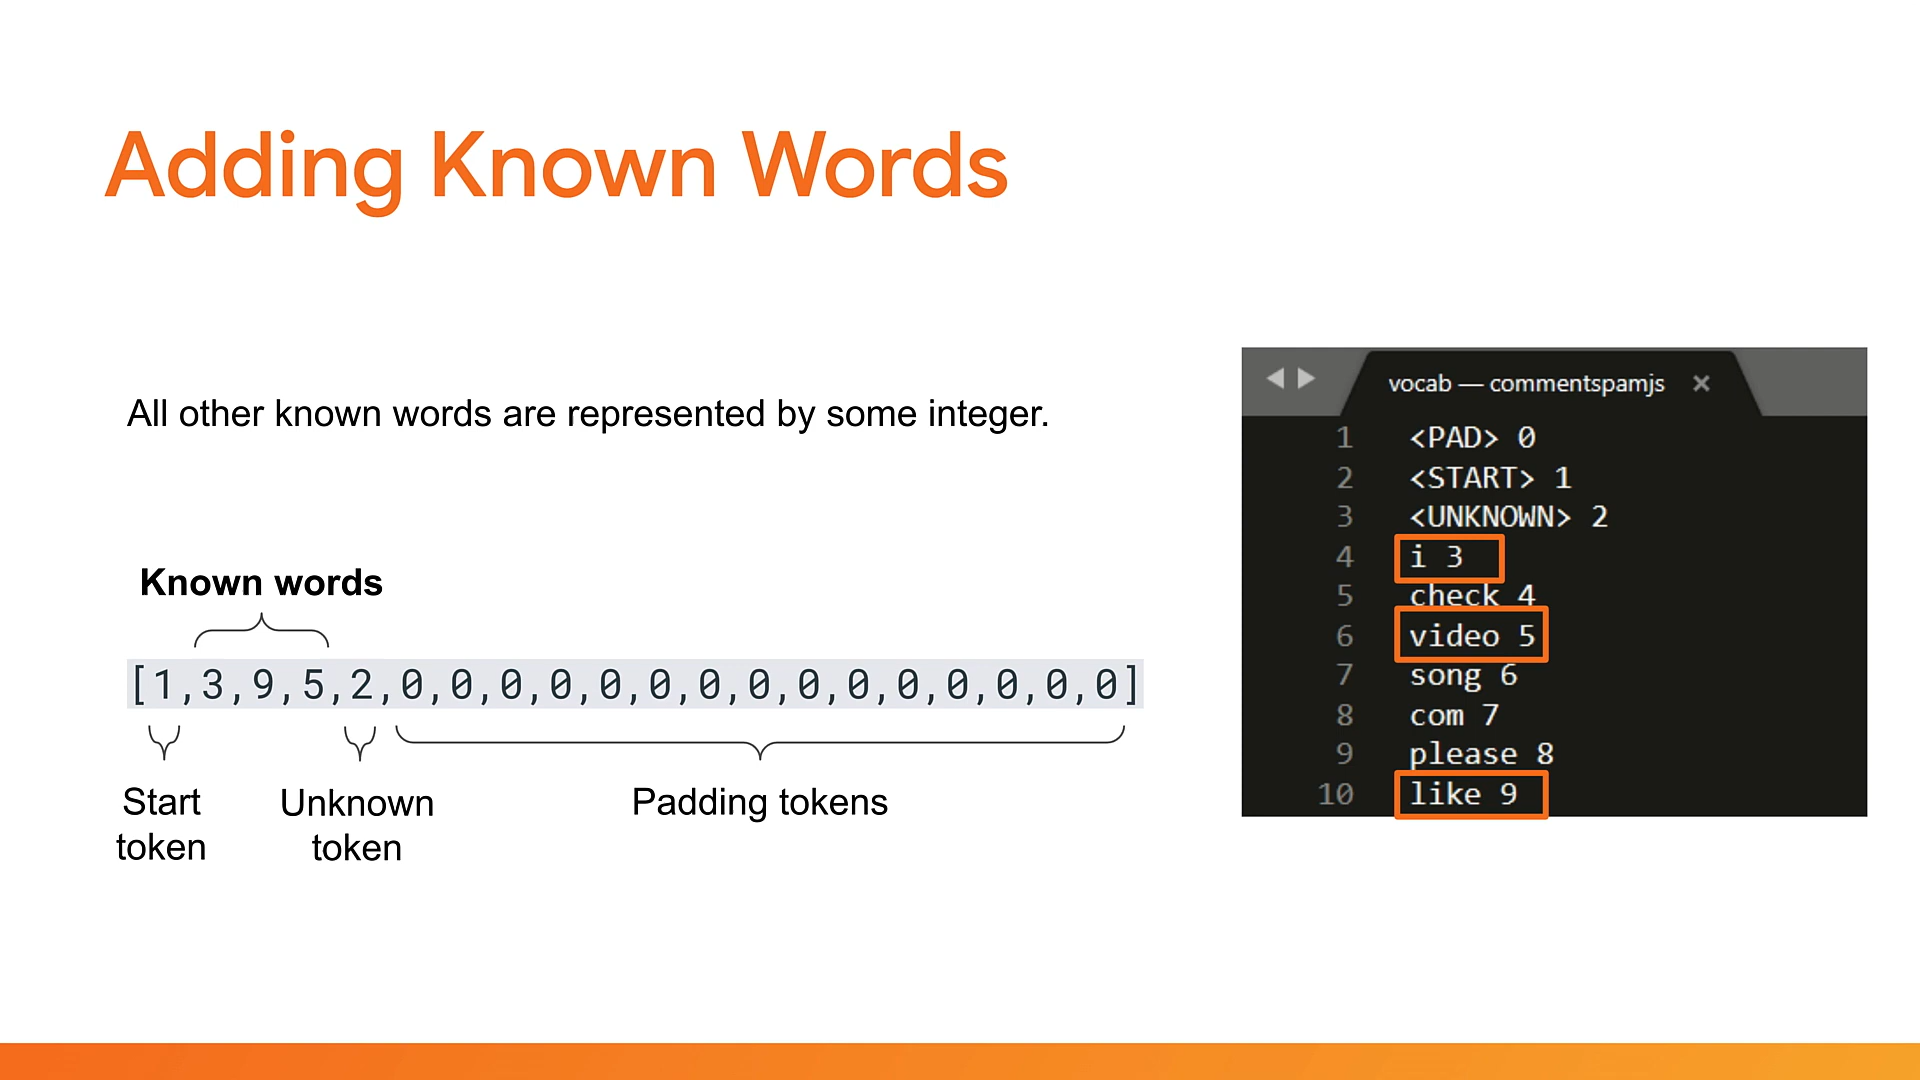 Adding Known Words
All other known words are represented by some integer.
Known words
[1,3,9,5,2,0,0,0,0,0,0,0,0,0,0,0,0,0,0,0]
Start
token
Unknown
token
Padding tokens
vocab — commentspamjs ×
1 <PAD> 0
2 <START> 1
3 <UNKNOWN> 2
4 i 3
5 check 4
6 video 5
7 song 6
8 com 7
9 please 8
10 like 9